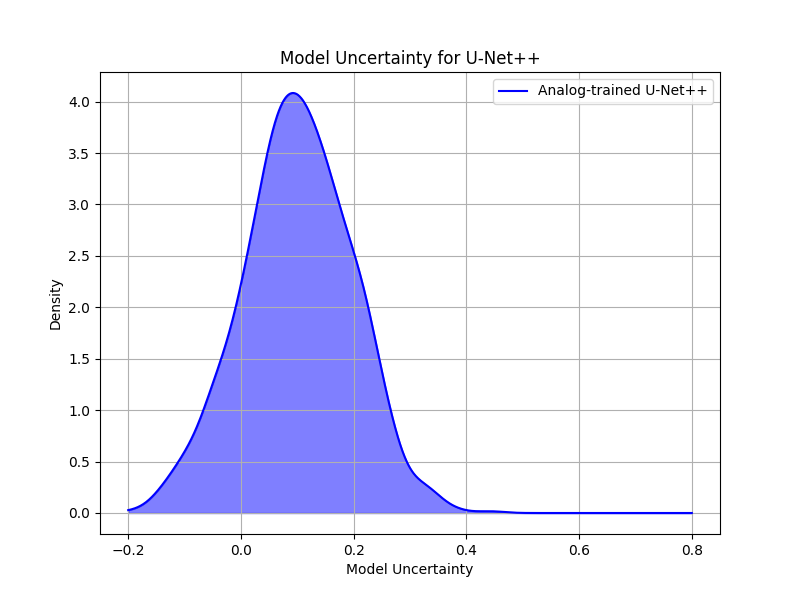 Model Uncertainty for U-Net++
Analog-trained U-Net++
4.0
3.5
3.0
2.5
2.0
1.5
1.0
0.5
0.0
Density
−0.2 0.0 0.2 0.4 0.6 0.8
Model Uncertainty